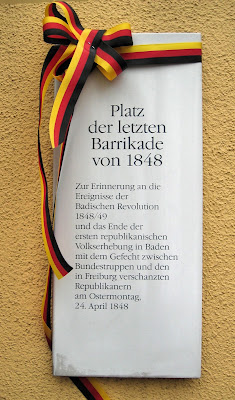 Platz
der letzten
Barrikade
von 1848
Zur Erinnerung an die
Ereignisse der
Badischen Revolution
1848/49
und das Ende der
ersten republikanischen
Volkserhebung in Baden
mit dem Gefecht zwischen
Bundestruppen und den
in Freiburg verschanzten
Republikanern
am Ostermontag,
24. April 1848